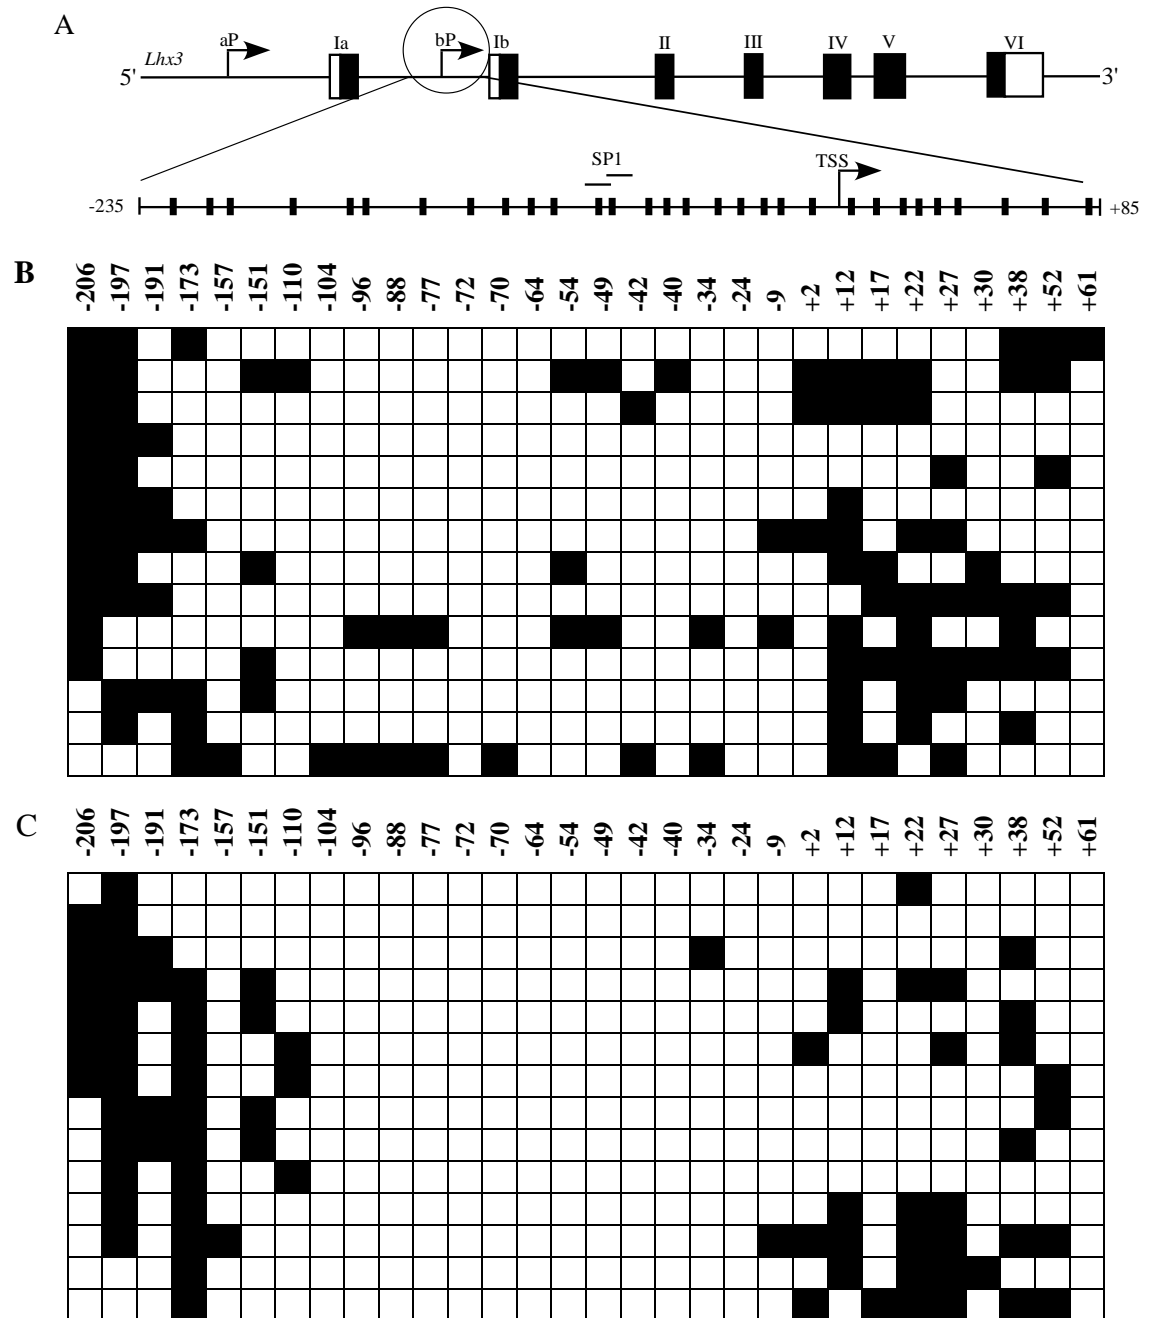 A
aP Ia bP Ib II III IV V VI
Lhx3
5' 3'
SP1 TSS
-235 +85
B -206 -197 -191 -173 -157 -151 -110 -104 -96 -88 -77 -72 -70 -64 -54 -49 -42 -40 -34 -24 -9 +2 +12 +17 +22 +27 +30 +38 +52 +61
C -206 -197 -191 -173 -157 -151 -110 -104 -96 -88 -77 -72 -70 -64 -54 -49 -42 -40 -34 -24 -9 +2 +12 +17 +22 +27 +30 +38 +52 +61